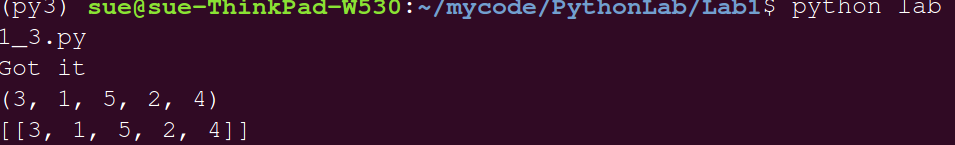 (py3) sue@sue-ThinkPad-W530:~/mycode/PythonLab/Lab1$ python lab
1_3.py
Got it
(3, 1, 5, 2, 4)
[[3, 1, 5, 2, 4]]